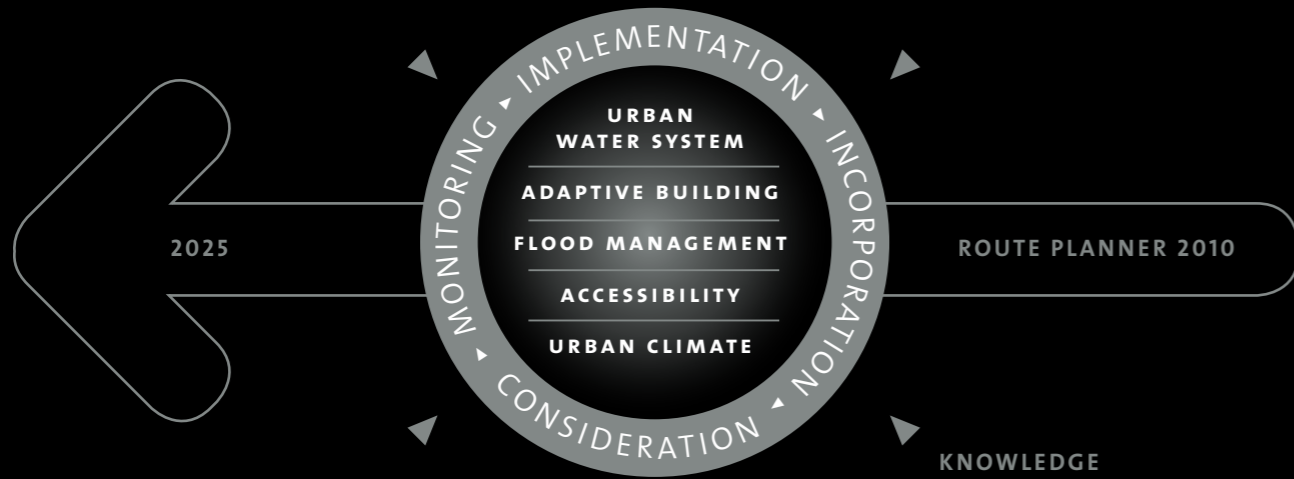 IMPLEMENTATION
INCORPORATION
CONSIDERATION
MONITORING
URBAN
WATER SYSTEM
ADAPTIVE BUILDING
FLOOD MANAGEMENT
ACCESSIBILITY
URBAN CLIMATE
2025
ROUTE PLANNER 2010
KNOWLEDGE